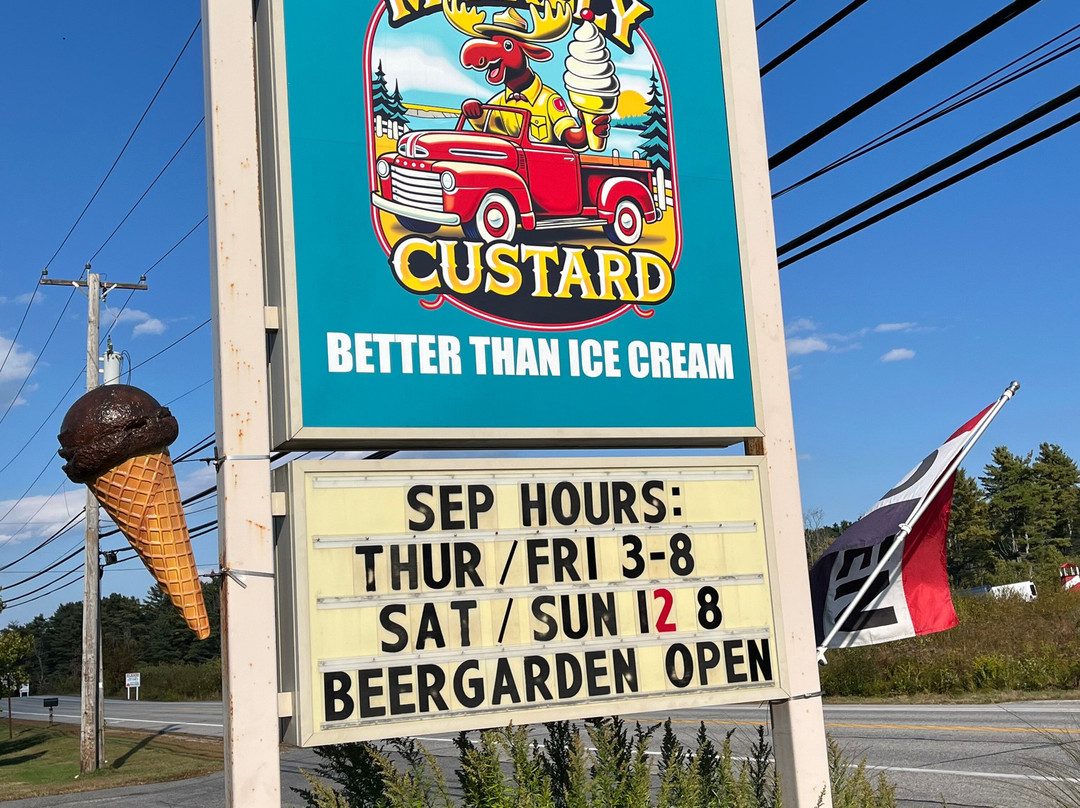 CUSTARD
BETTER THAN ICE CREAM
SEP HOURS:
THUR/FRI 3-8
SAT/SUN 12 8
BEERGARDEN OPEN